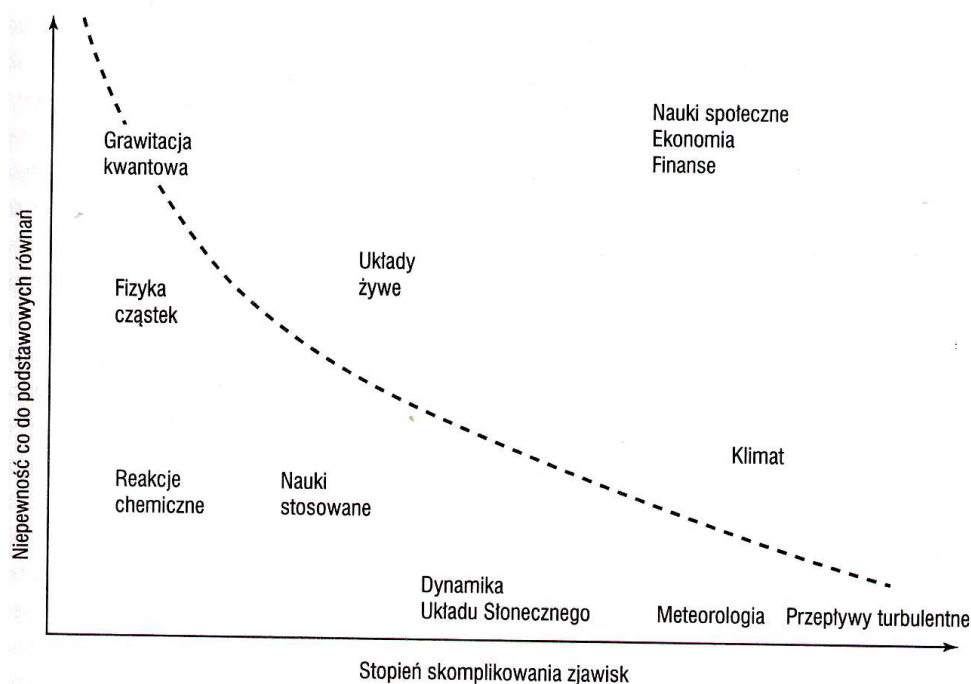 Nauki społeczne
Ekonomia
Finanse
Grawitacja
kwantowa
Układy
żywe
Fizyka
cząstek
Niepewność co do podstawowych równań
Klimat
Reakcje
chemiczne
Nauki
stosowane
Dynamika
Układu Słonecznego
Meteorologia
Przepływy turbulentne
Stopień skomplikowania zjawisk